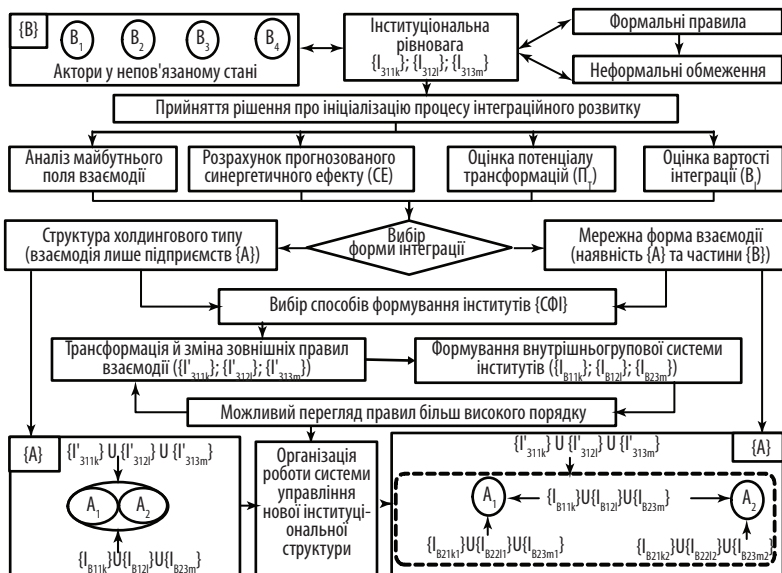 {B}
B1 B2 B3 B4
Актори у непов'язаному стані
Інституціональна
рівновага
{I311k}; {I312l}; {I313m}
Формальні правила
Неформальні обмеження
Прийняття рішення про ініціалізацію процесу інтеграційного розвитку
Аналіз майбутнього
поля взаємодії
Розрахунок прогнозованого
синергетичного ефекту (СЕ)
Оцінка потенціалу
трансформацій (ПТ)
Оцінка вартості
інтеграції (ВІ)
Структура холдингового типу
(взаємодія лише підприємств {A})
Вибір
форми інтеграції
Мережна форма взаємодії
(наявність {A} та частини {B})
Вибір способів формування інститутів {СФІ}
Трансформація й зміна зовнішніх правил
взаємодії ({I'311k}; {I'312l}; {I'313m})
Формування внутрішньогрупової системи
інститутів ({IB11k}; {IB12l}; {IB23m})
Можливий перегляд правил більш високого порядку
{A}
{I'311k} U {I'312l} U {I'313m}
A1 A2
{IB11k}U{IB12l}U{IB23m}
Організація
роботи системи
управління
нової інституці-
ональної
структури
{I'311k} U {I'312l} U {I'313m}
{A}
A1 {IB11k}U{IB12l}U{IB23m} A2
{IB21k1}U{IB22l1}U{IB23m1}
{IB21k2}U{IB22l2}U{IB23m2}